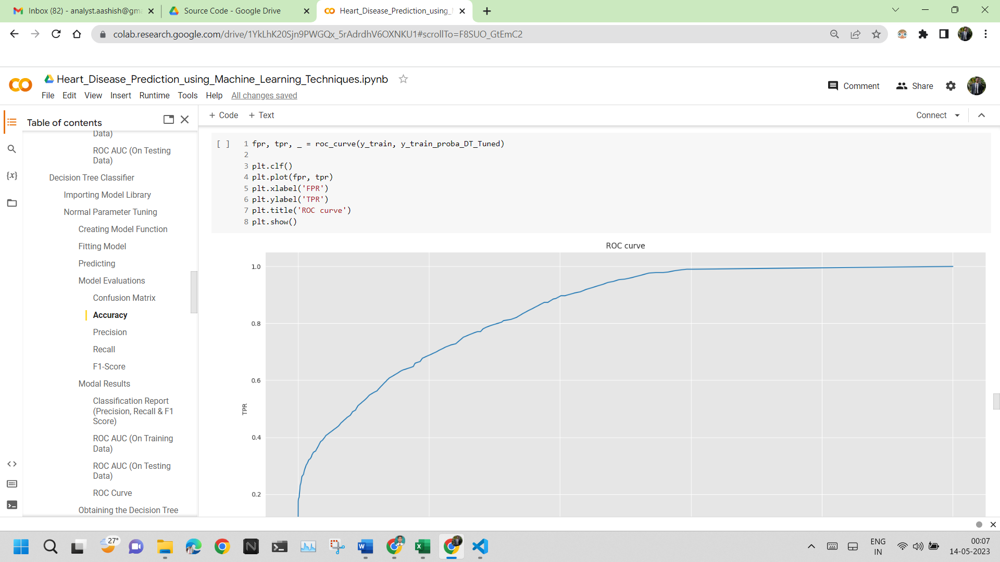 Inbox (82) - analyst.aashish@gm
Source Code - Google Drive
Heart_Disease_Prediction_using_
colab.research.google.com/drive/1YkLhK20Sjn9PWGQx_5rAdrdhV6OXNKU1#scrollTo=F8SUO_GtEmC2
Heart_Disease_Prediction_using_Machine_Learning_Techniques.ipynb
File Edit View Insert Runtime Tools Help All changes saved
Comment Share
Table of contents
+ Code + Text
Connect
Data)
ROC AUC (On Testing
Data)
Decision Tree Classifier
Importing Model Library
Normal Parameter Tuning
Creating Model Function
Fitting Model
Predicting
Model Evaluations
Confusion Matrix
Accuracy
Precision
Recall
F1-Score
Modal Results
Classification Report
(Precision, Recall & F1
Score)
ROC AUC (On Training
Data)
ROC AUC (On Testing
Data)
ROC Curve
Obtaining the Decision Tree
{x}
[ ]
1 fpr, tpr, _ = roc_curve(y_train, y_train_proba_DT_Tuned)
2
3 plt.clf()
4 plt.plot(fpr, tpr)
5 plt.xlabel('FPR')
6 plt.ylabel('TPR')
7 plt.title('ROC curve')
8 plt.show()
ROC curve
1.0
0.8
0.6
TPR
0.4
0.2
27°
ENG
IN
00:07
14-05-2023